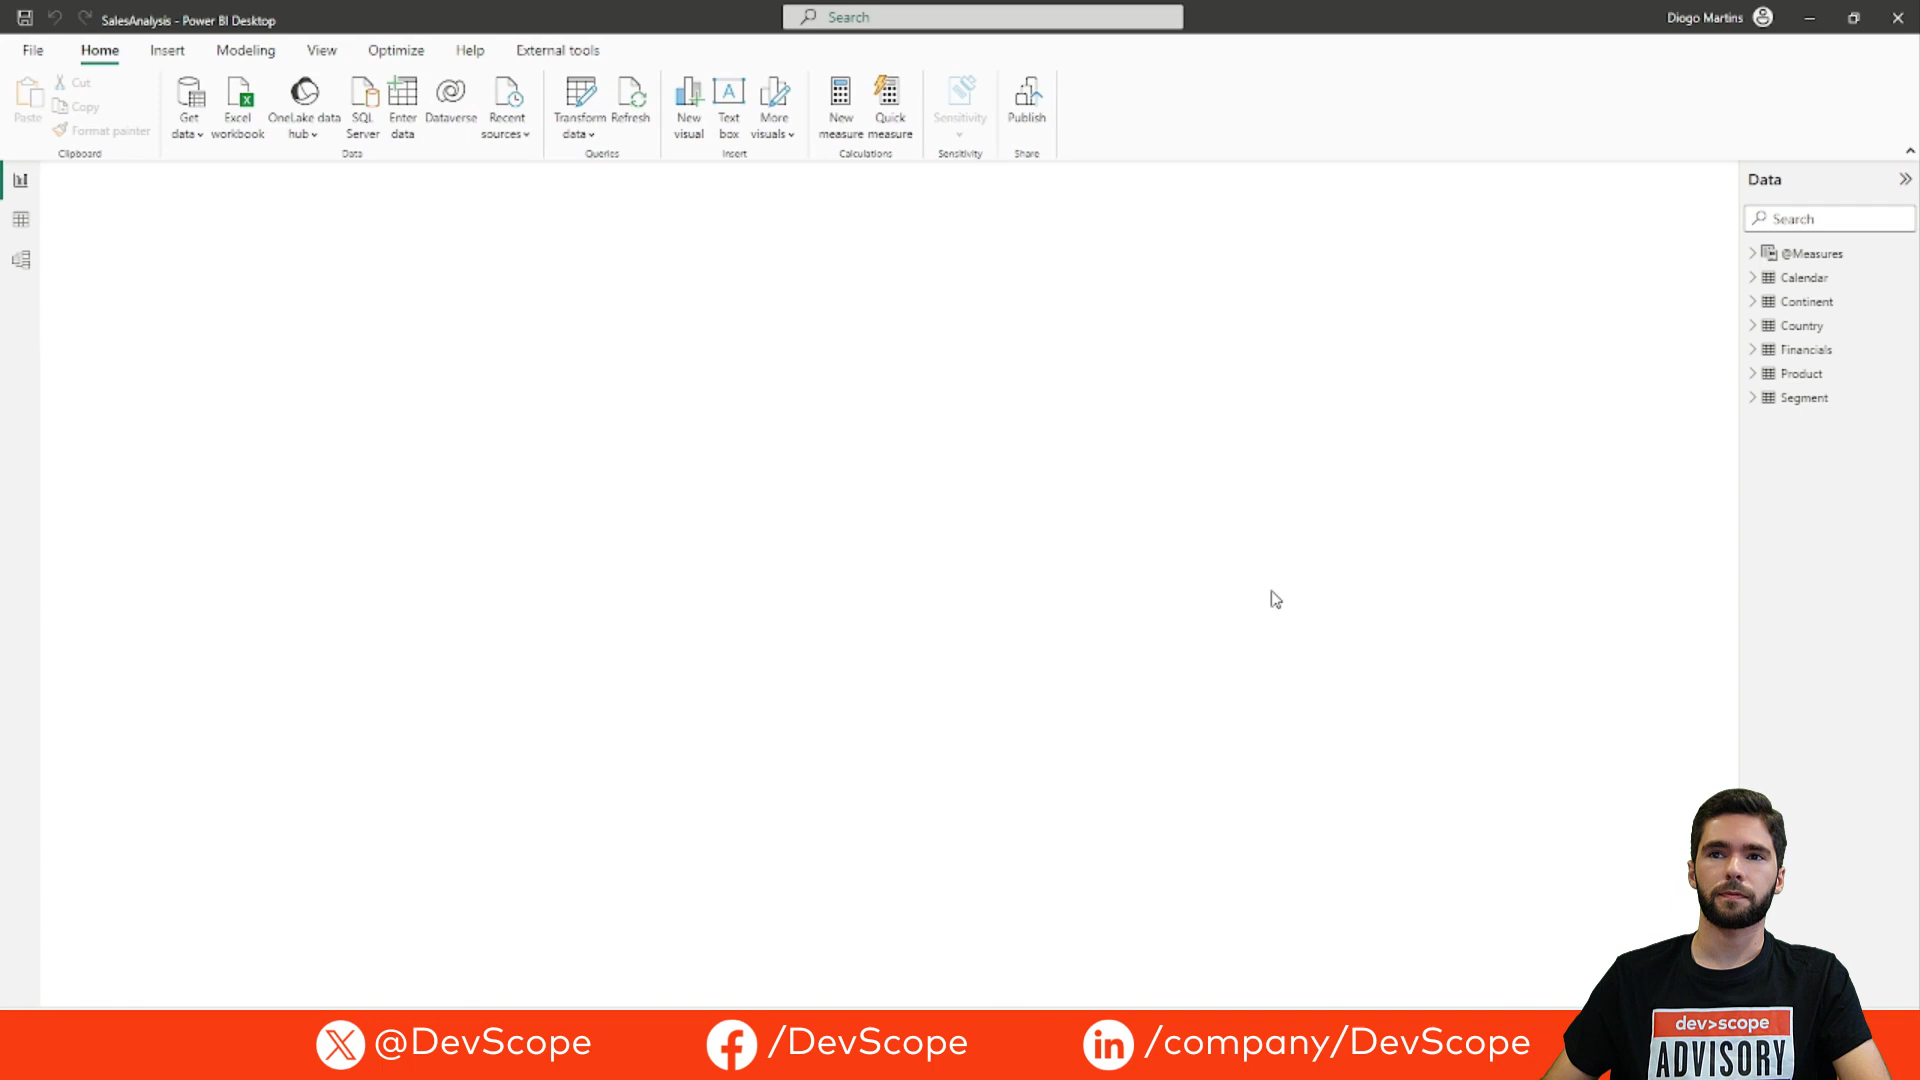 SalesAnalysis - Power BI Desktop
Search
Diogo Martins
File Home Insert Modeling View Optimize Help External tools
Paste
Cut
Copy
Format painter
Clipboard
Get data
Excel workbook
OneLake data hub
SQL Server
Enter data
Dataverse
Recent sources
Data
Transform data
Refresh
Queries
New visual
A
Text box
More visuals
Insert
New measure
Quick measure
Calculations
Sensitivity
Sensitivity
Publish
Share
Data
Search
@Measures
Calendar
Continent
Country
Financials
Product
Segment
@DevScope
/DevScope
in /company/DevScope
dev>scope
ADVISORY